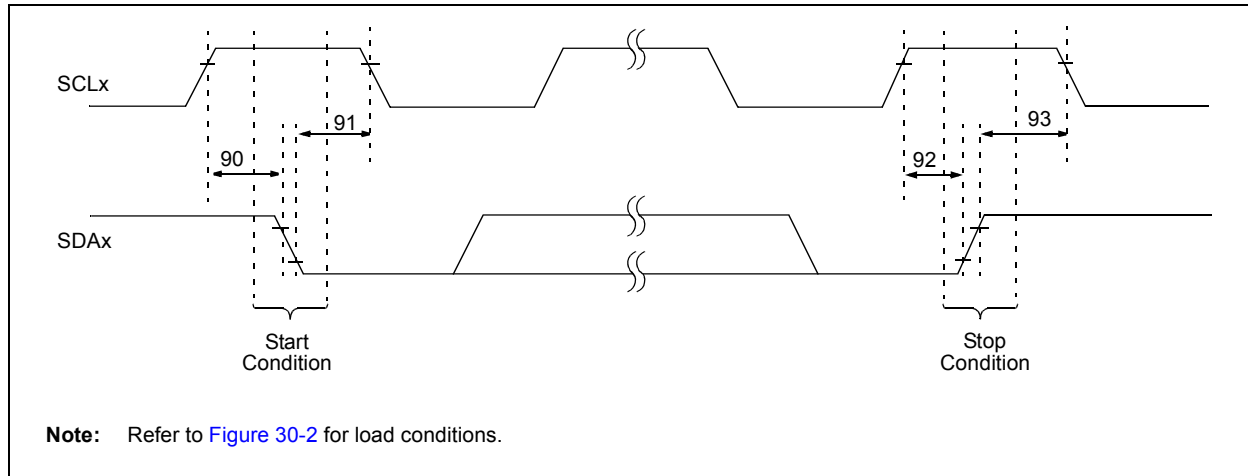 SCLx
91
93
90
92
SDAx
Start
Condition
Stop
Condition
Note: Refer to Figure 30-2 for load conditions.